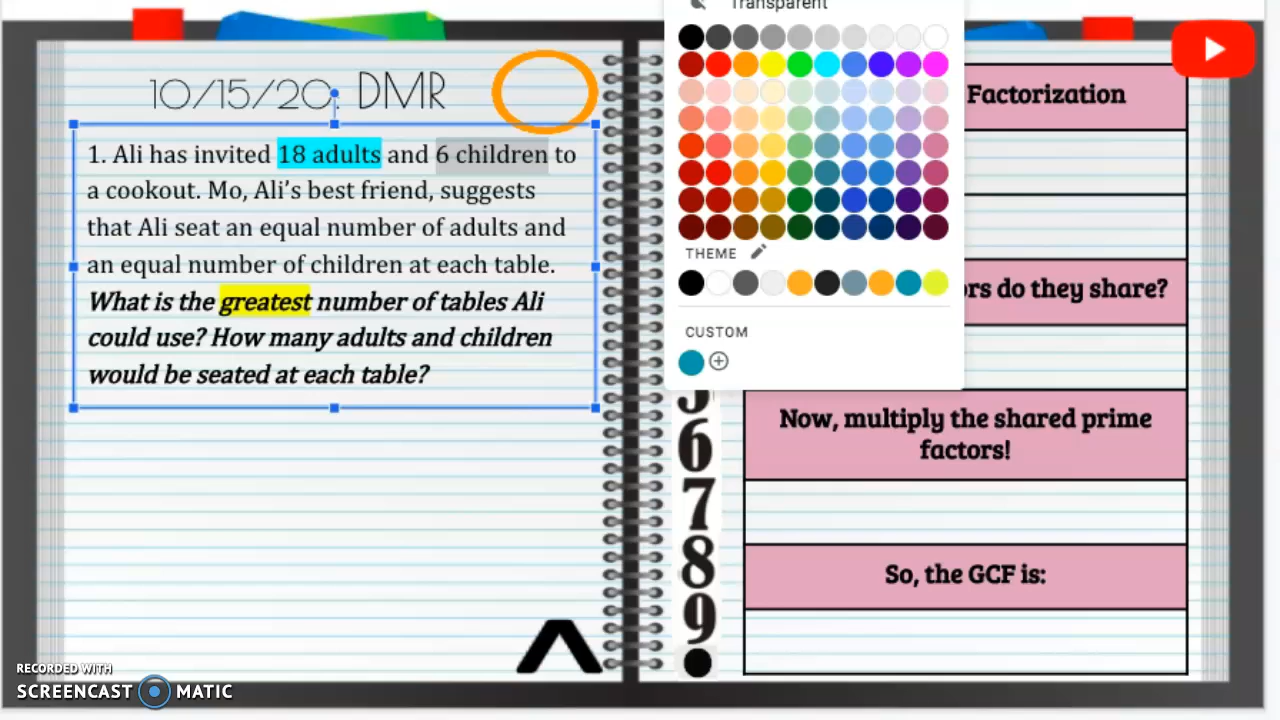 Transparent
10/15/20: DMR
1. Ali has invited 18 adults and 6 children to
a cookout. Mo, Ali's best friend, suggests
that Ali seat an equal number of adults and
an equal number of children at each table.
What is the greatest number of tables Ali
could use? How many adults and children
would be seated at each table?
THEME
CUSTOM
Factorization
rs do they share?
Now, multiply the shared prime
factors!
So, the GCF is:
6
7
8
9
RECORDED WITH
SCREENCAST MATIC